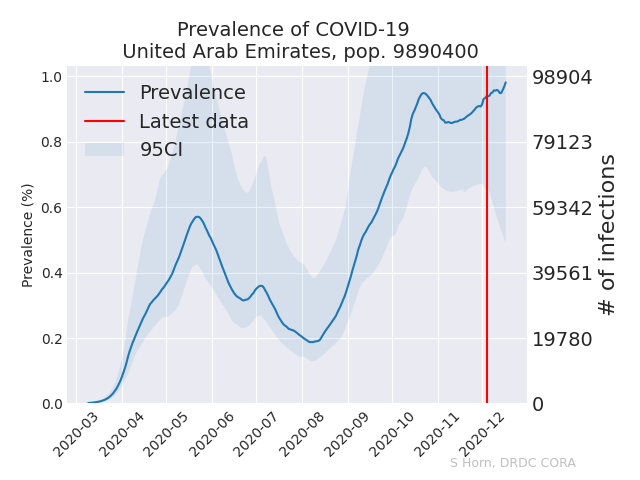 Prevalence of COVID-19
United Arab Emirates, pop. 9890400
Prevalence
Latest data
95CI
Prevalence (%)
1.0
0.8
0.6
0.4
0.2
0.0
98904
79123
59342
39561
19780
0
# of infections
2020-03
2020-04
2020-05
2020-06
2020-07
2020-08
2020-09
2020-10
2020-11
2020-12
S Horn, DRDC CORA